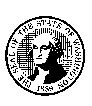 THE SEAL OF THE STATE OF WASHINGTON
1889